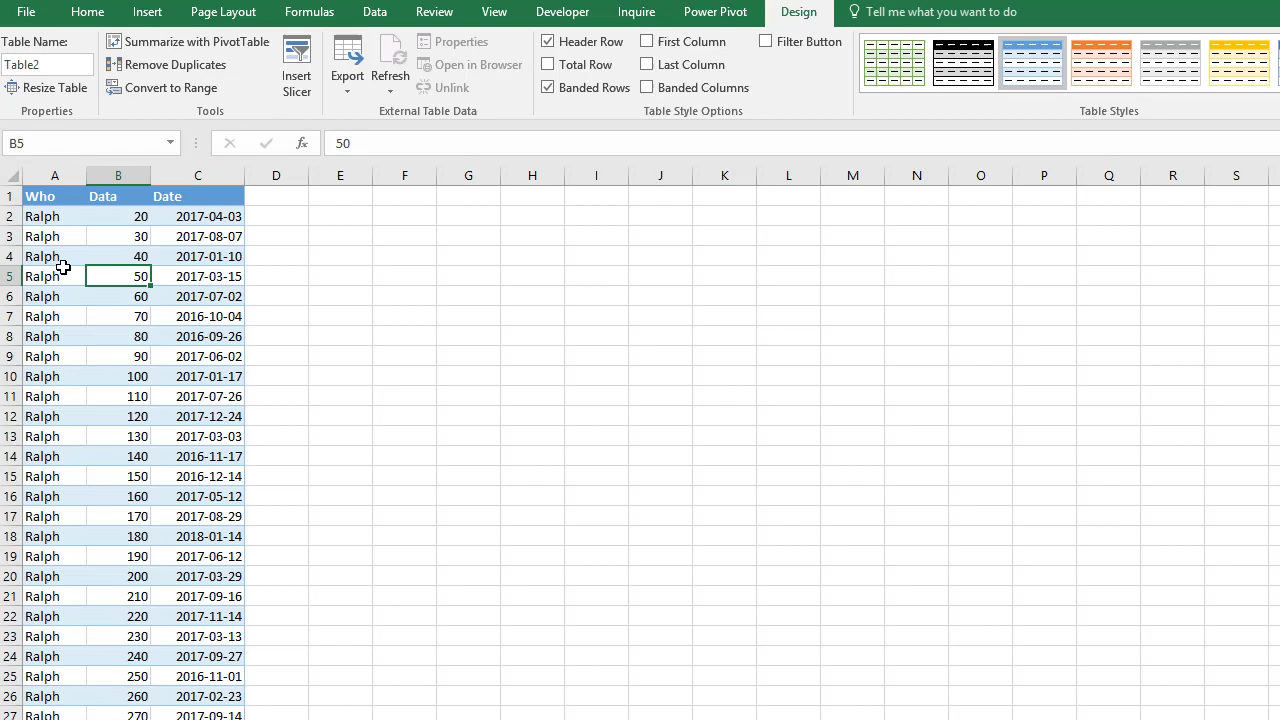 File Home Insert Page Layout Formulas Data Review View Developer Inquire Power Pivot Design Tell me what you want to do
Table Name:
Table2
Resize Table
Properties
Summarize with PivotTable
Remove Duplicates
Convert to Range
Tools
Insert
Slicer
Export
Refresh
Properties
Open in Browser
Unlink
External Table Data
Header Row First Column Filter Button
Total Row Last Column
Banded Rows Banded Columns
Table Style Options
Table Styles
B5 fx 50
A B C D E F G H I J K L M N O P Q R S
1 Who Data Date
2 Ralph 20 2017-04-03
3 Ralph 30 2017-08-07
4 Ralph 40 2017-01-10
5 Ralph 50 2017-03-15
6 Ralph 60 2017-07-02
7 Ralph 70 2016-10-04
8 Ralph 80 2016-09-26
9 Ralph 90 2017-06-02
10 Ralph 100 2017-01-17
11 Ralph 110 2017-07-26
12 Ralph 120 2017-12-24
13 Ralph 130 2017-03-03
14 Ralph 140 2016-11-17
15 Ralph 150 2016-12-14
16 Ralph 160 2017-05-12
17 Ralph 170 2017-08-29
18 Ralph 180 2018-01-14
19 Ralph 190 2017-06-12
20 Ralph 200 2017-03-29
21 Ralph 210 2017-09-16
22 Ralph 220 2017-11-14
23 Ralph 230 2017-03-13
24 Ralph 240 2017-09-27
25 Ralph 250 2016-11-01
26 Ralph 260 2017-02-23
27 Ralph 270 2017-09-14